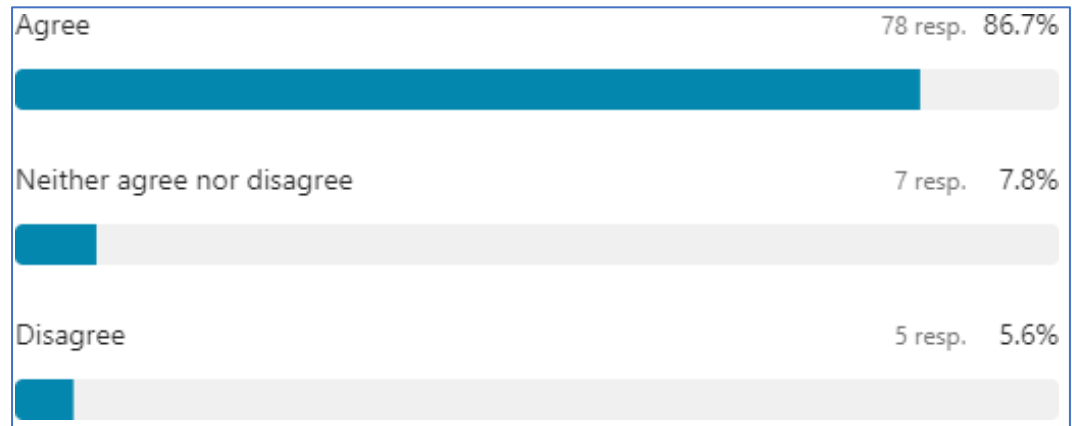 Agree 78 resp. 86.7%
Neither agree nor disagree 7 resp. 7.8%
Disagree 5 resp. 5.6%